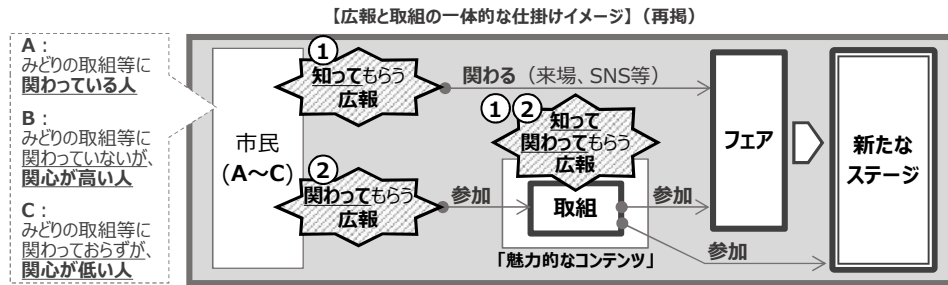 【広報と取組の一体的な仕掛けイメージ】（再掲）
A：
みどりの取組等に
関わっている人
B：
みどりの取組等に
関わっていないが、
関心が高い人
C：
みどりの取組等に
関わっておらずが、
関心が低い人
市民
（A～C）
①
知ってもらう
広報
関わる（来場、SNS等）
①②
知って
関わってもらう
広報
②
関わってもらう
広報
参加
取組
「魅力的なコンテンツ」
参加
参加
フェア
新たな
ステージ